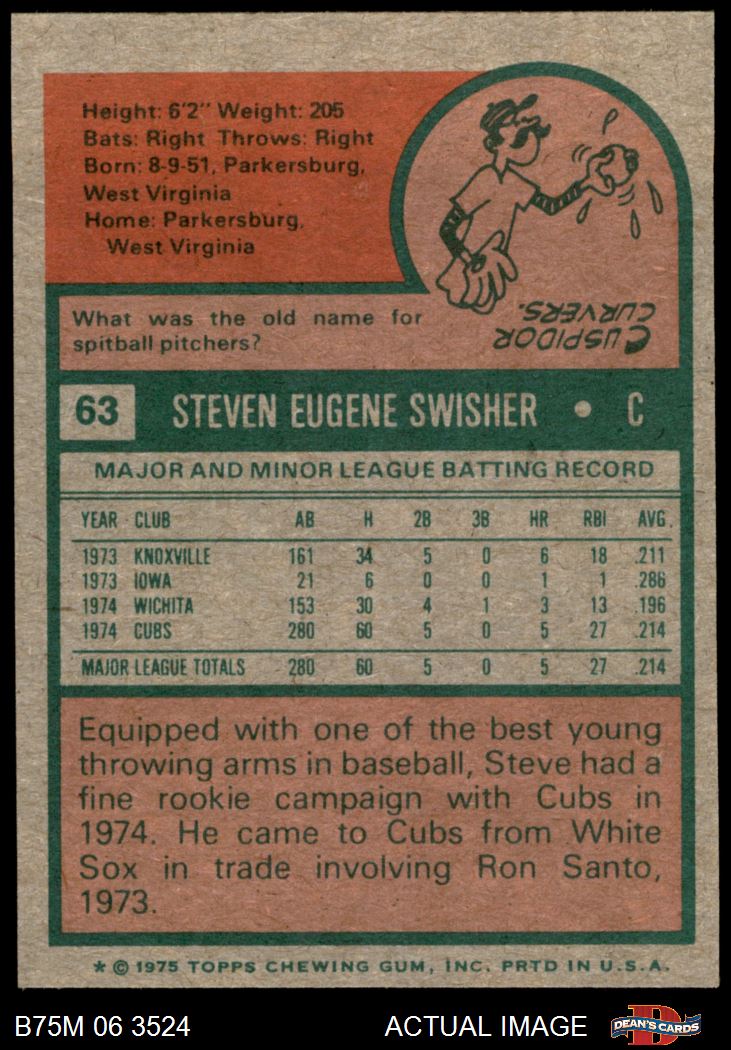 Height: 6'2" Weight: 205
Bats: Right Throws: Right
Born: 8-9-51, Parkersburg,
West Virginia
Home: Parkersburg,
West Virginia
What was the old name for
spitball pitchers?
CUSPIDOR
CURVERS.
63 STEVEN EUGENE SWISHER • C
MAJOR AND MINOR LEAGUE BATTING RECORD
YEAR CLUB AB H 2B 3B HR RBI AVG.
1973 KNOXVILLE 161 34 5 0 6 18 .211
1973 IOWA 21 6 0 0 1 1 .286
1974 WICHITA 153 30 4 1 3 13 .196
1974 CUBS 280 60 5 0 5 27 .214
MAJOR LEAGUE TOTALS 280 60 5 0 5 27 .214
Equipped with one of the best young
throwing arms in baseball, Steve had a
fine rookie campaign with Cubs in
1974. He came to Cubs from White
Sox in trade involving Ron Santo,
1973.
* © 1975 TOPPS CHEWING GUM, INC. PRTD IN U.S.A.
B75M 06 3524 ACTUAL IMAGE D DEAN'S CARDS